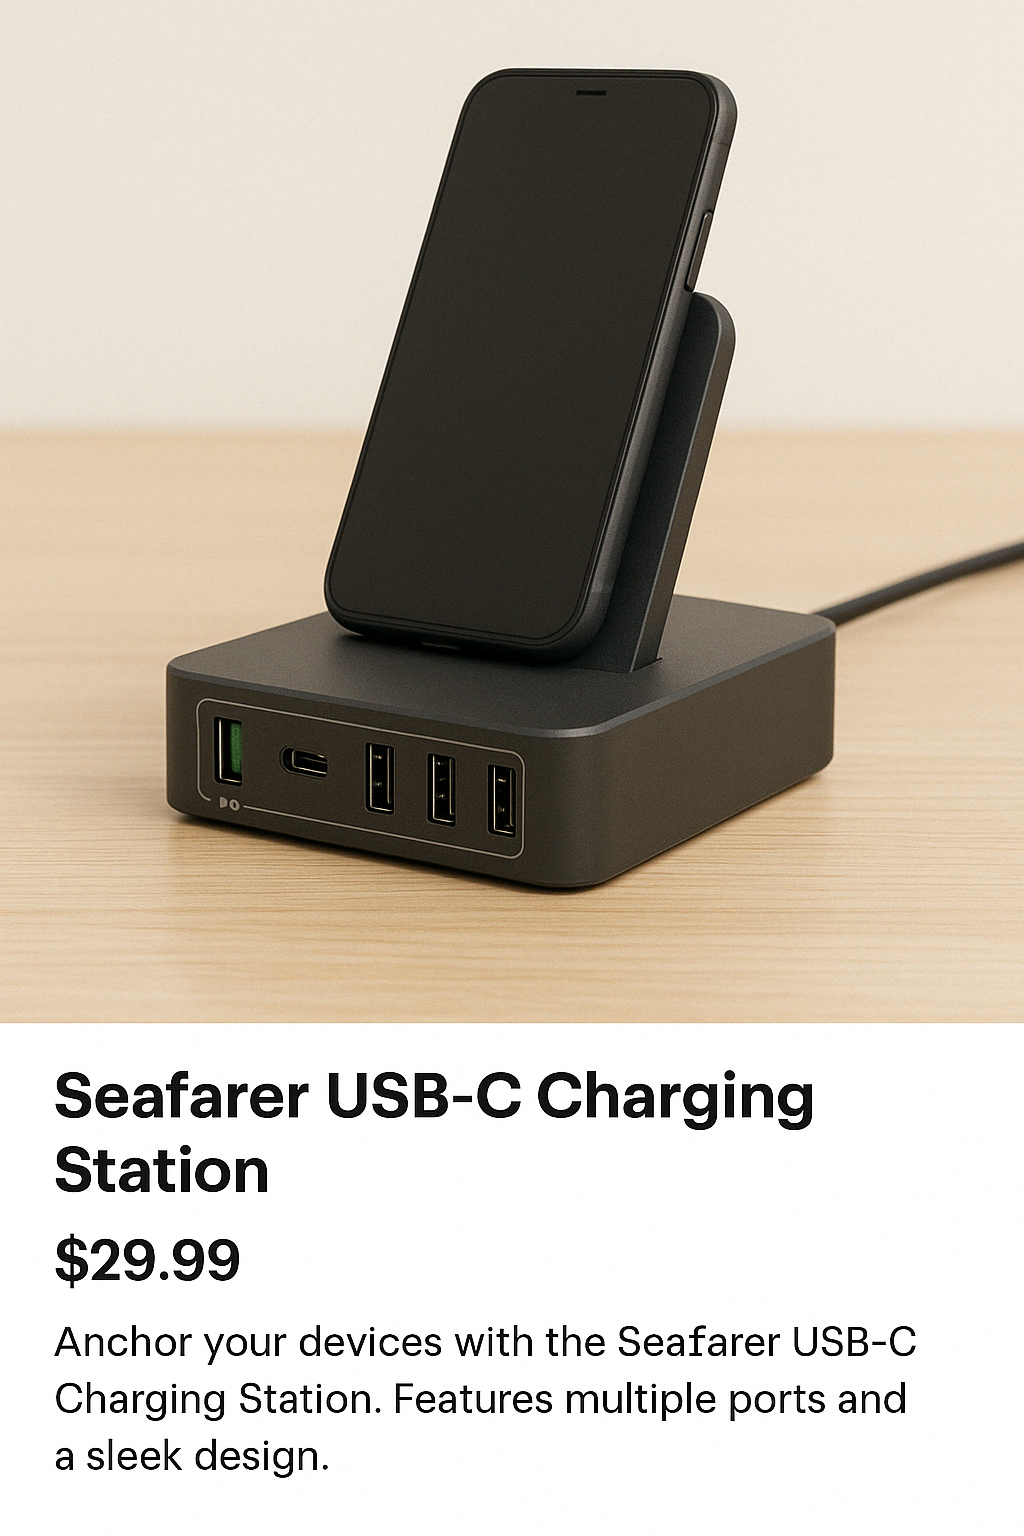 Seafarer USB-C Charging
Station
$29.99
Anchor your devices with the Seafarer USB-C
Charging Station. Features multiple ports and
a sleek design.